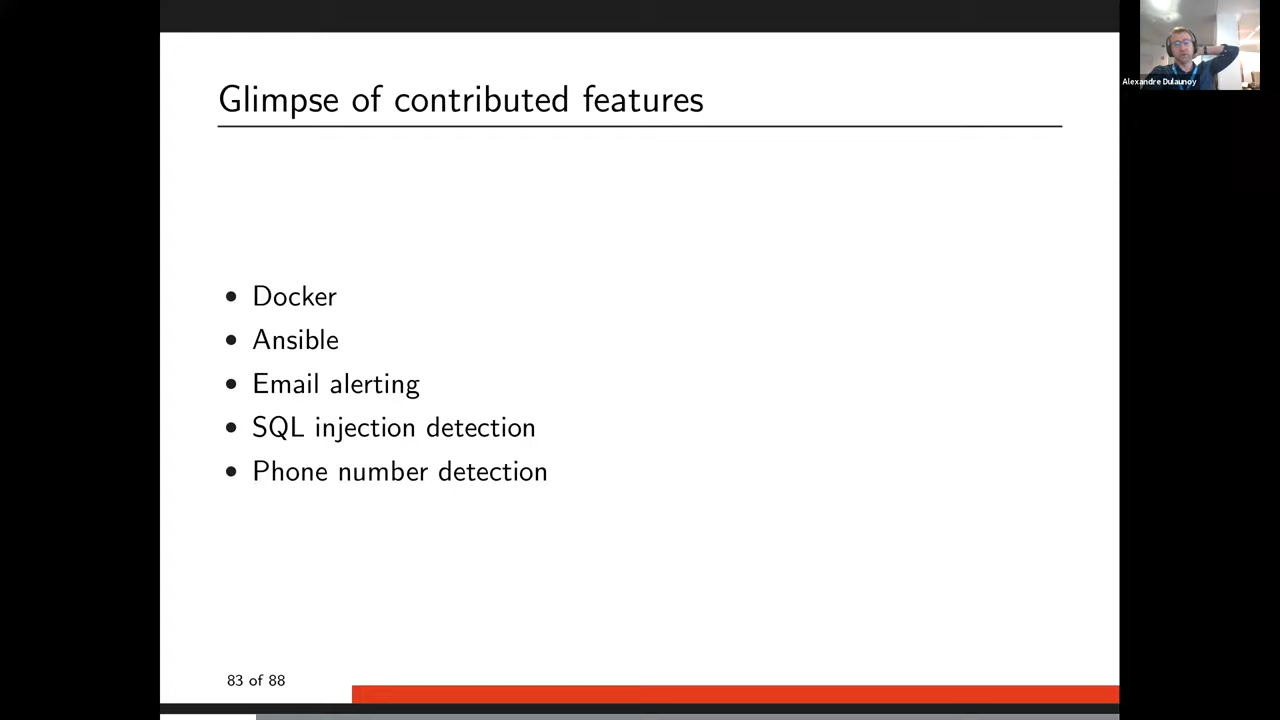 Glimpse of contributed features
Alexandre Dulaunoy
• Docker
• Ansible
• Email alerting
• SQL injection detection
• Phone number detection
83 of 88